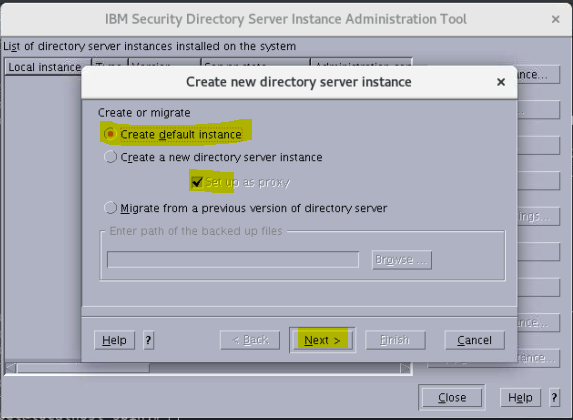 IBM Security Directory Server Instance Administration Tool
List of directory server instances installed on the system
Local instance Type Version Server state
Create new directory server instance
Create or migrate
Create default instance
Create a new directory server instance
Set up as proxy
Migrate from a previous version of directory server
Enter path of the backed up files
Browse ...
Help ? < Back Next > Finish Cancel
Close Help ?